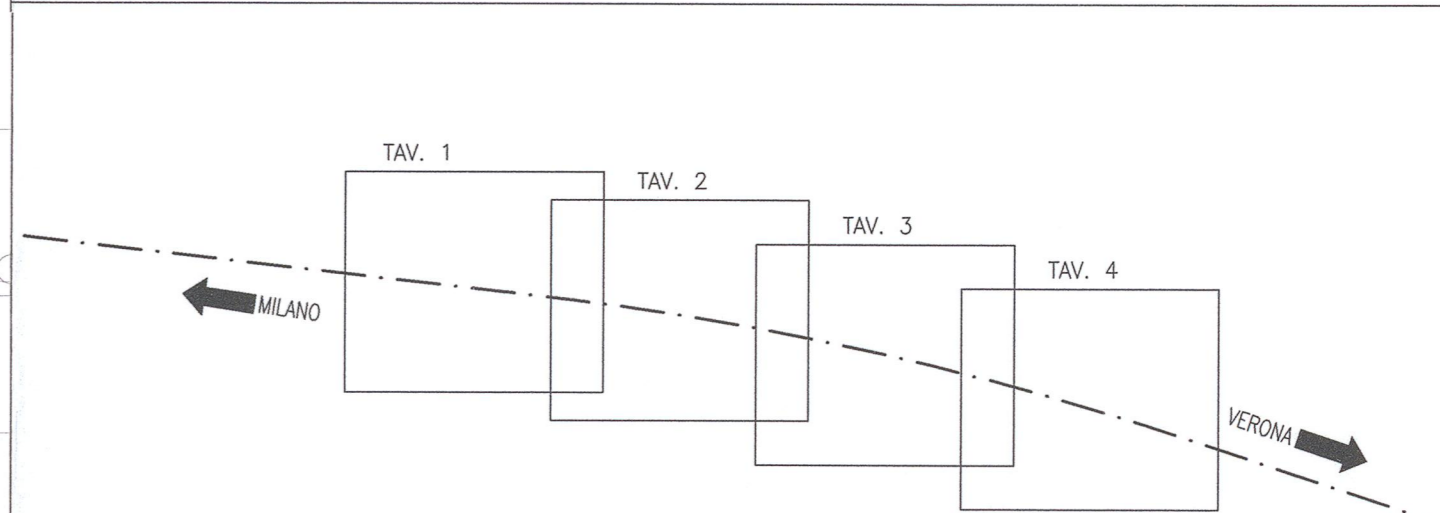 TAV. 1
TAV. 2
TAV. 3
TAV. 4
MILANO
VERONA